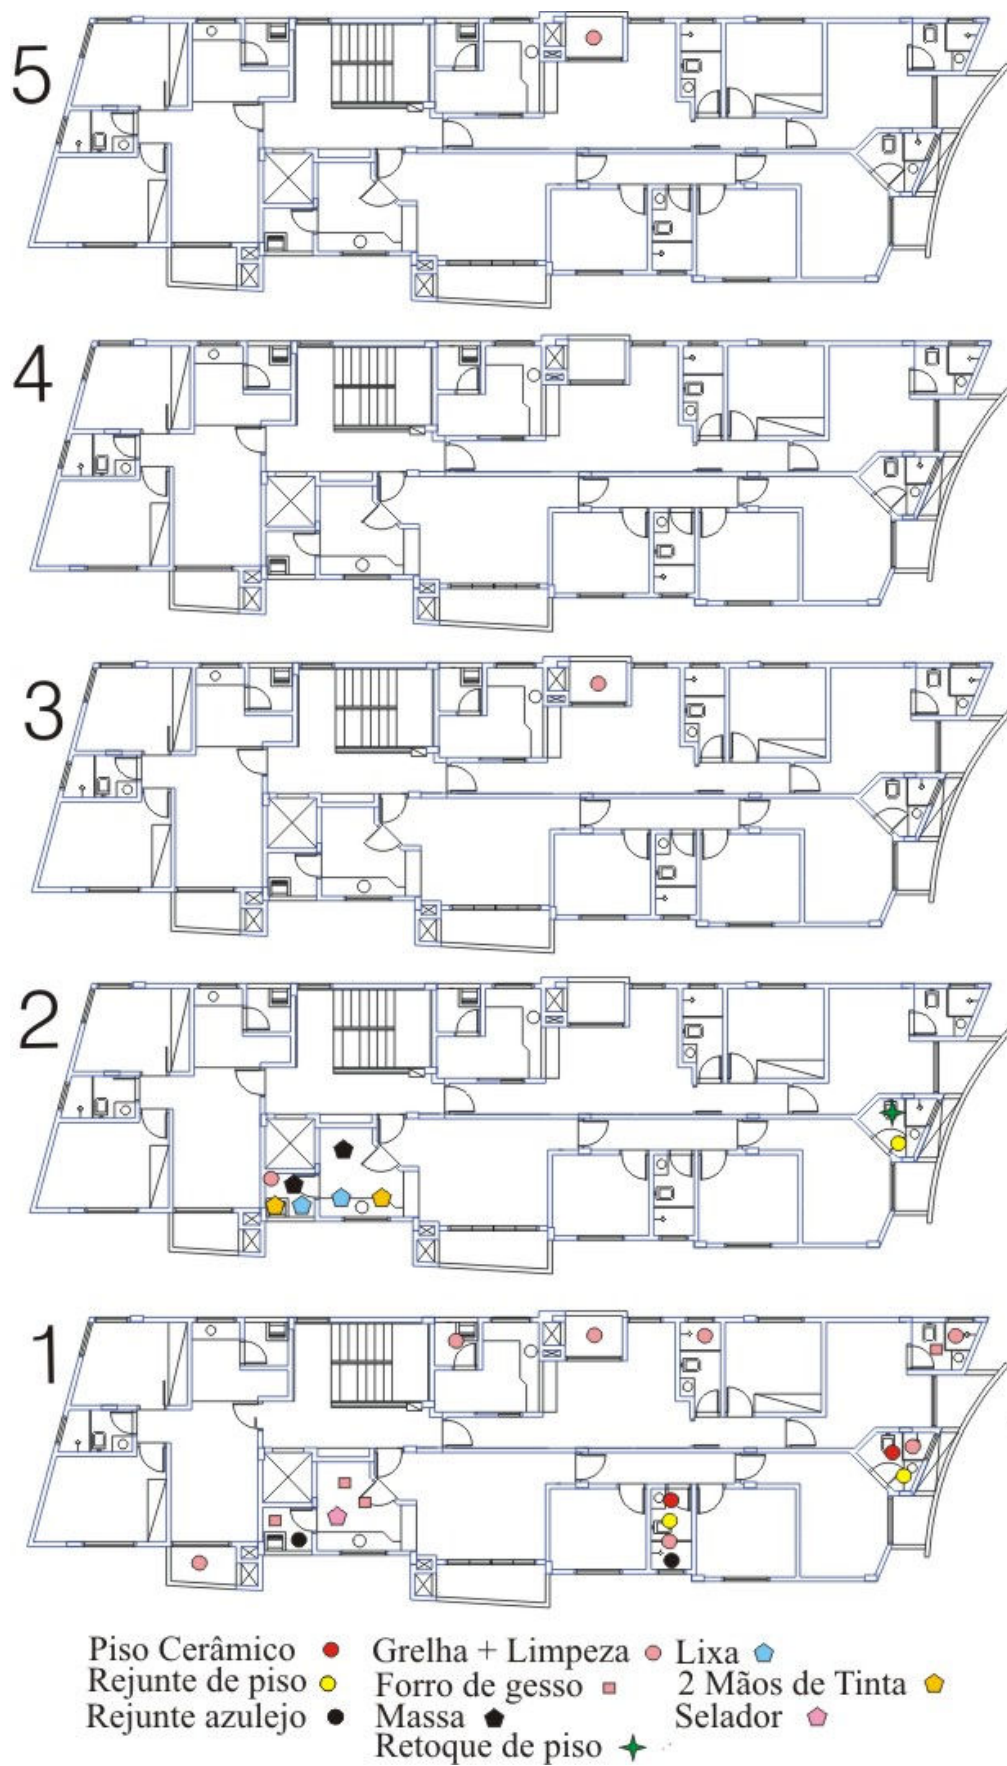 5
4
3
2
1
Piso Cerâmico Grelha + Limpeza Lixa
Rejunte de piso Forro de gesso 2 Mãos de Tinta
Rejunte azulejo Massa Selador
Retoque de piso